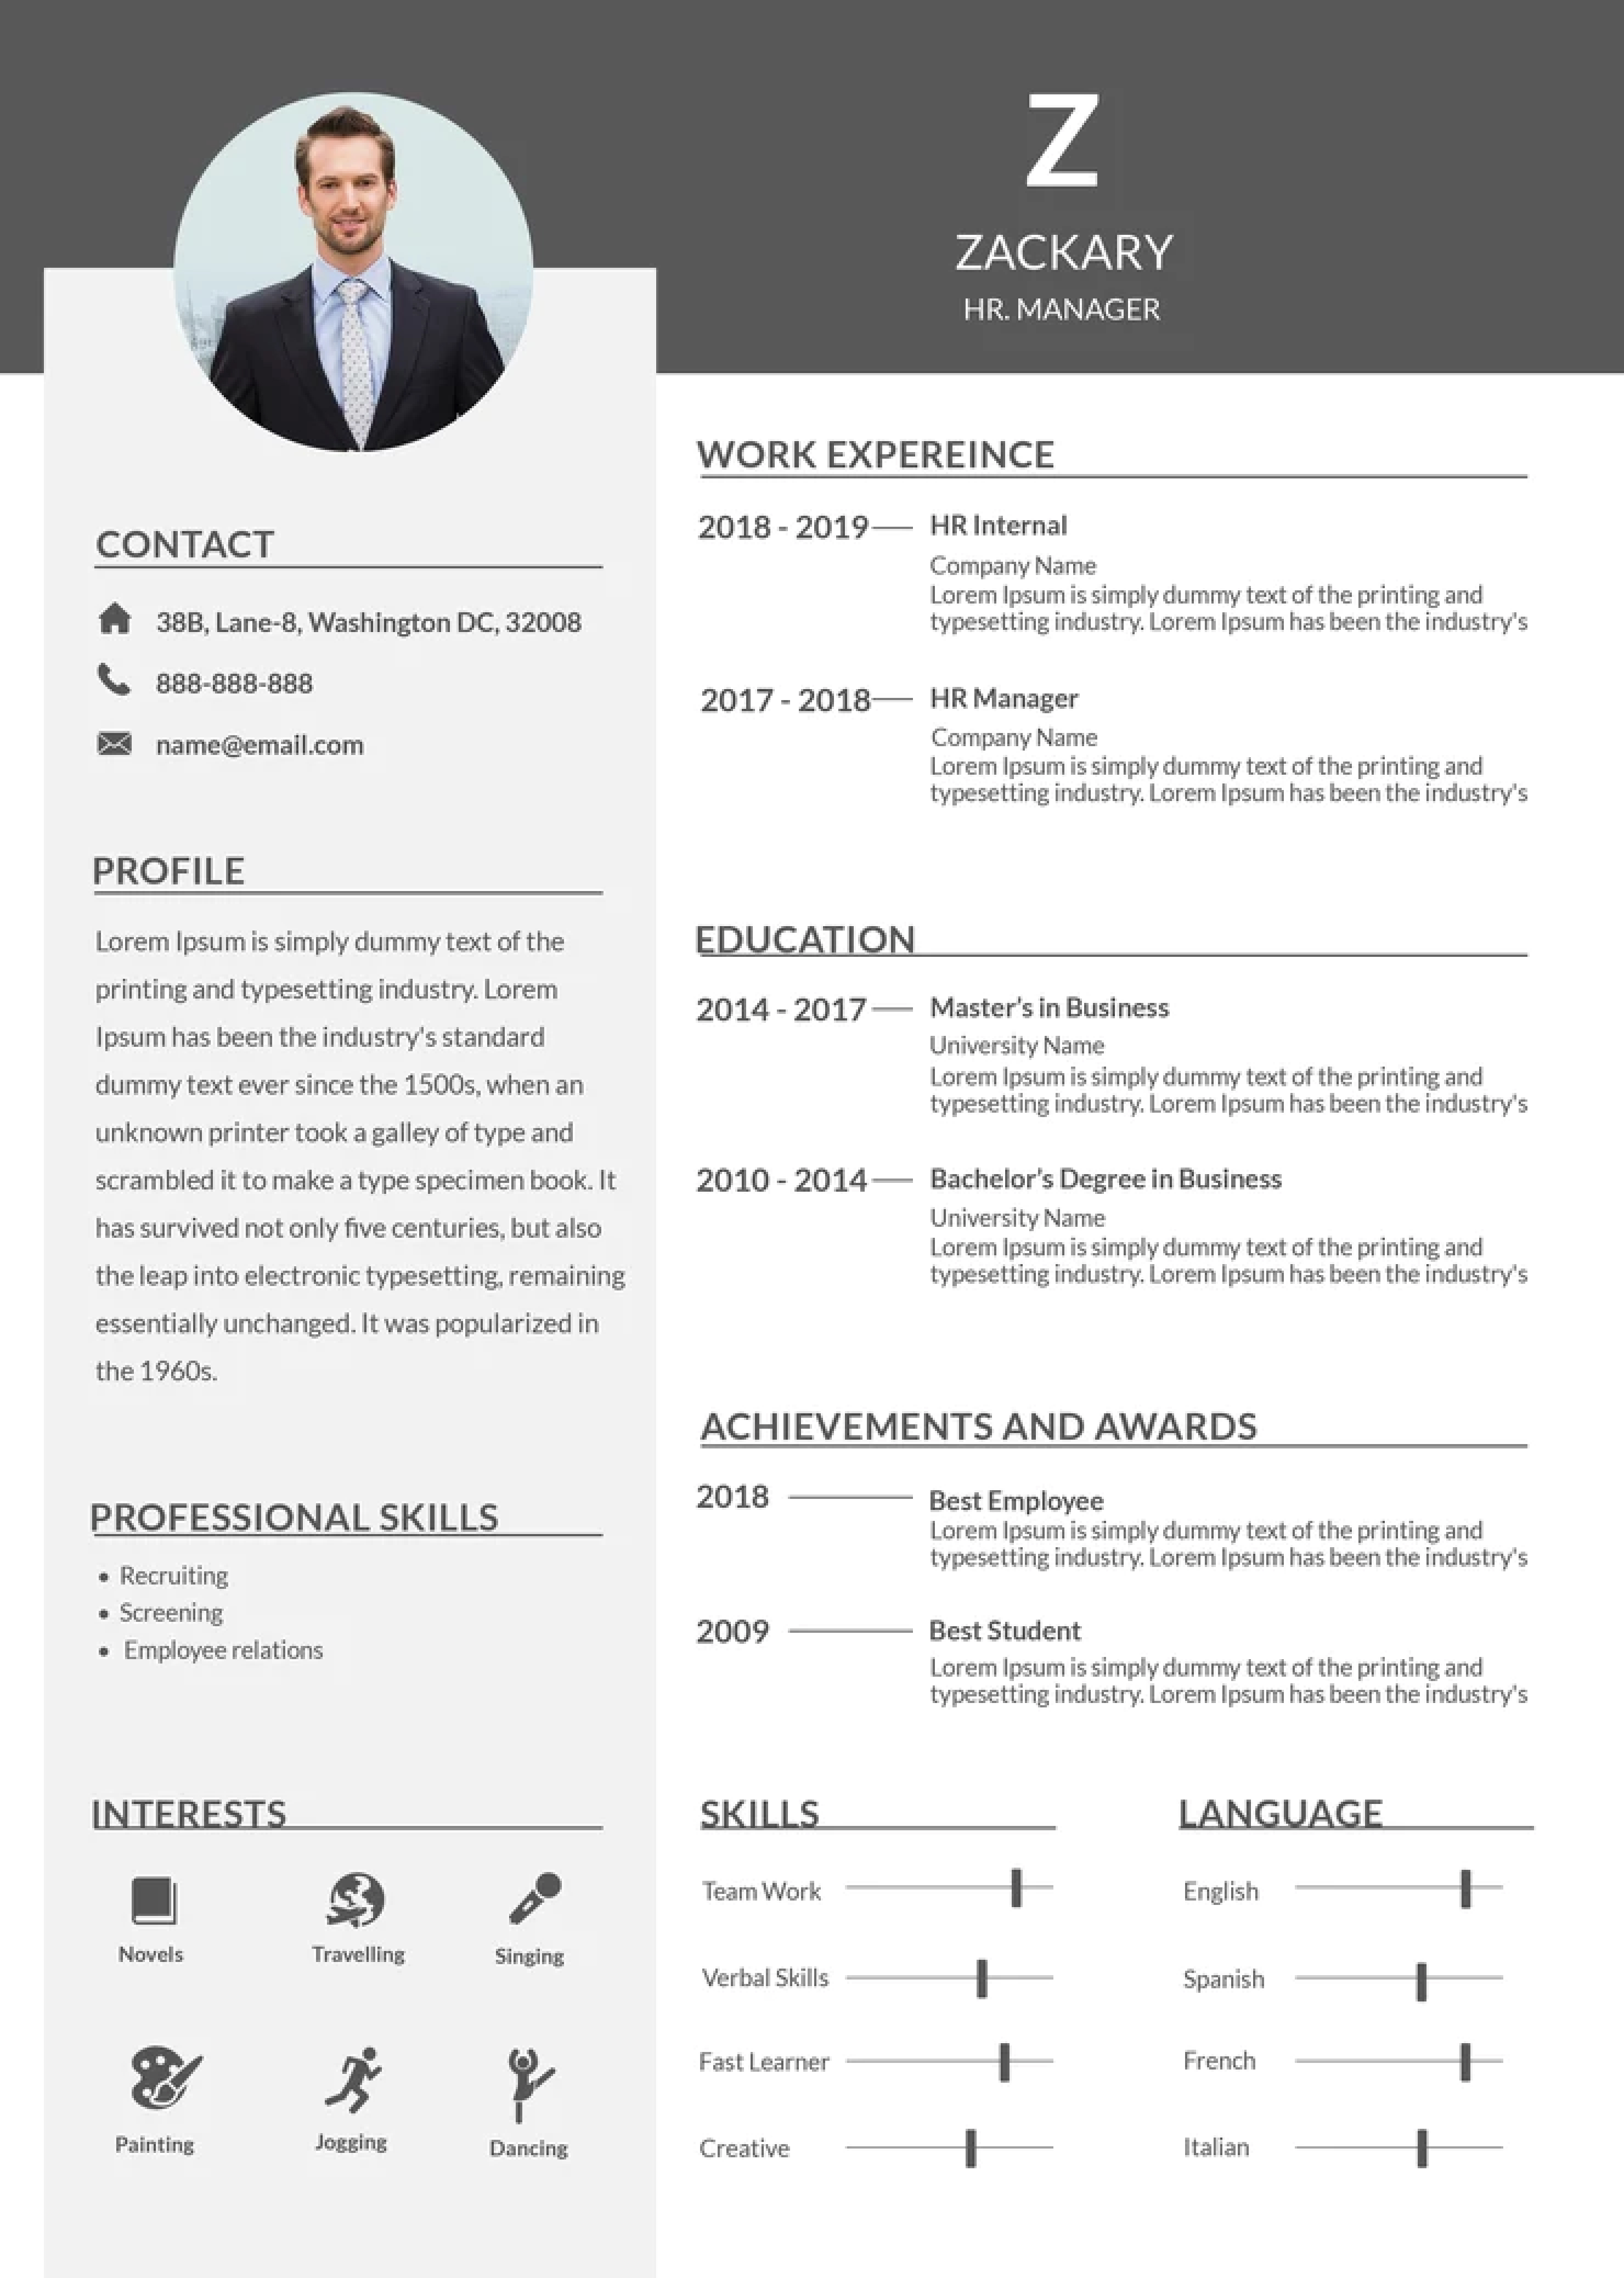 Z
ZACKARY
HR. MANAGER
CONTACT
38B, Lane-8, Washington DC, 32008
888-888-888
name@email.com
PROFILE
Lorem Ipsum is simply dummy text of the
printing and typesetting industry. Lorem
Ipsum has been the industry's standard
dummy text ever since the 1500s, when an
unknown printer took a galley of type and
scrambled it to make a type specimen book. It
has survived not only five centuries, but also
the leap into electronic typesetting, remaining
essentially unchanged. It was popularized in
the 1960s.
PROFESSIONAL SKILLS
• Recruiting
• Screening
• Employee relations
INTERESTS
Novels
Travelling
Singing
Painting
Jogging
Dancing
WORK EXPEREINCE
2018 - 2019 HR Internal
Company Name
Lorem Ipsum is simply dummy text of the printing and
typesetting industry. Lorem Ipsum has been the industry's
2017 - 2018 HR Manager
Company Name
Lorem Ipsum is simply dummy text of the printing and
typesetting industry. Lorem Ipsum has been the industry's
EDUCATION
2014 - 2017 Master’s in Business
University Name
Lorem Ipsum is simply dummy text of the printing and
typesetting industry. Lorem Ipsum has been the industry's
2010 - 2014 Bachelor’s Degree in Business
University Name
Lorem Ipsum is simply dummy text of the printing and
typesetting industry. Lorem Ipsum has been the industry's
ACHIEVEMENTS AND AWARDS
2018 Best Employee
Lorem Ipsum is simply dummy text of the printing and
typesetting industry. Lorem Ipsum has been the industry's
2009 Best Student
Lorem Ipsum is simply dummy text of the printing and
typesetting industry. Lorem Ipsum has been the industry's
SKILLS
Team Work
Verbal Skills
Fast Learner
Creative
LANGUAGE
English
Spanish
French
Italian